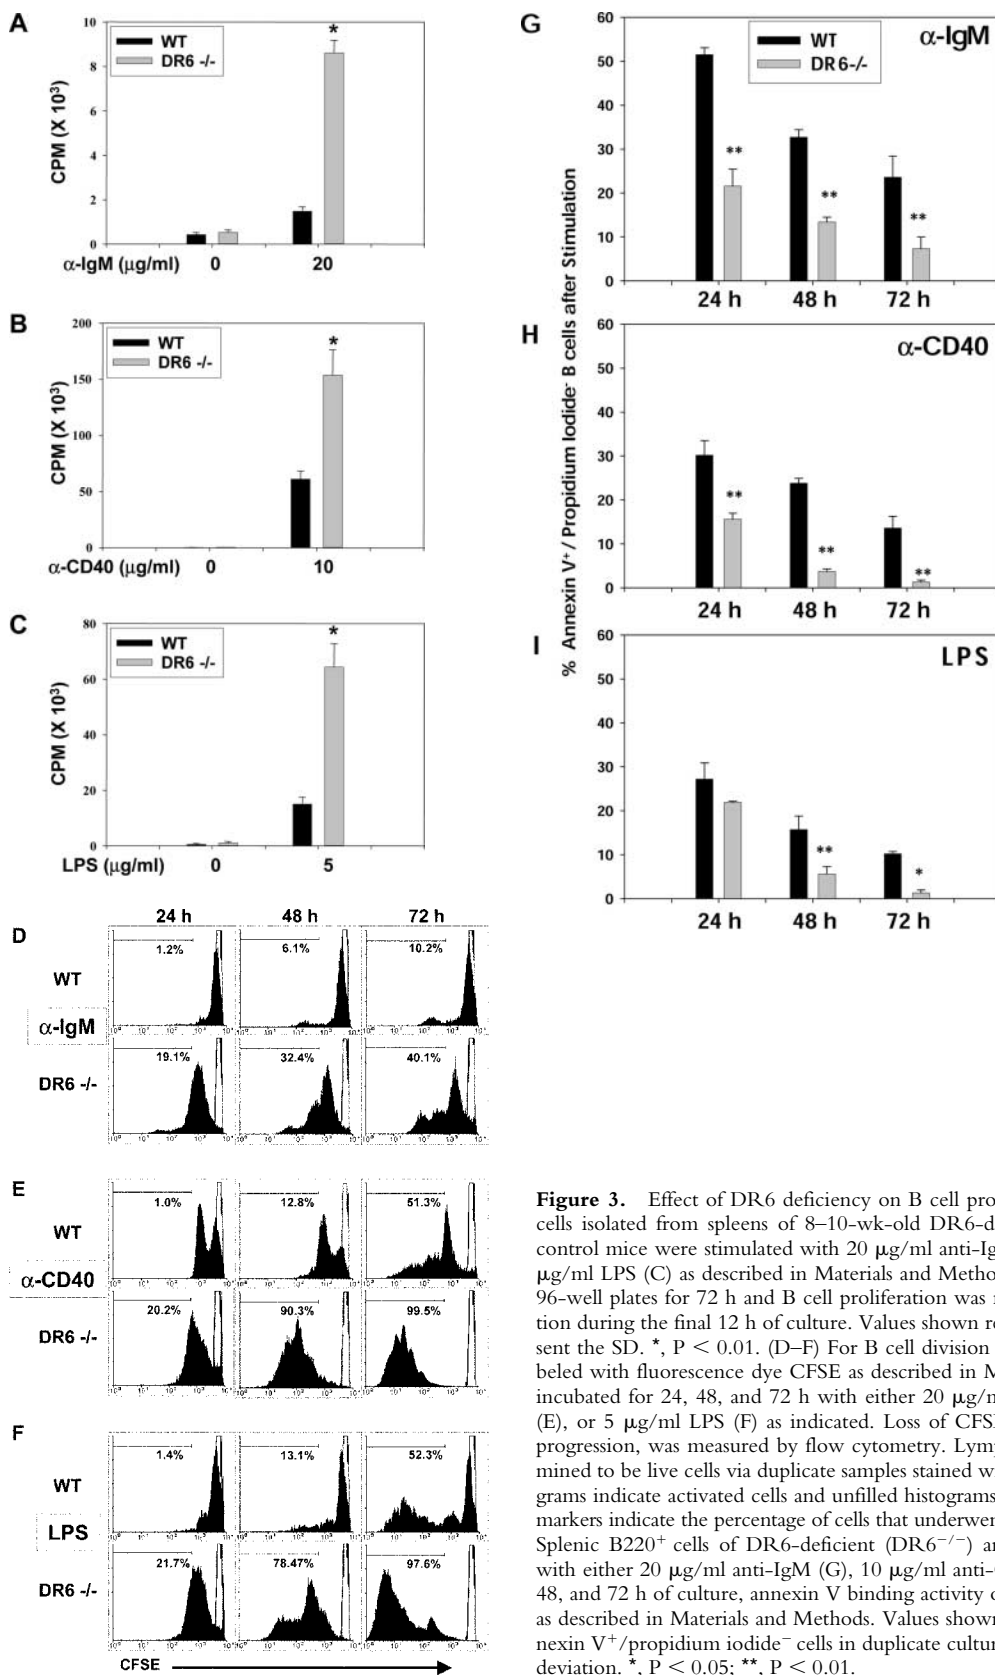 A
10
8
6
4
2
0
CPM (X 10³)
WT
DR6 -/-
*
α-IgM (μg/ml)
0
20
B
200
150
100
50
0
CPM (X 10³)
WT
DR6 -/-
*
α-CD40 (μg/ml)
0
10
C
80
60
40
20
0
CPM (X 10³)
WT
DR6 -/-
*
LPS (μg/ml)
0
5
24 h
48 h
72 h
D
WT
1.2%
6.1%
10.2%
α-IgM
DR6 -/-
19.1%
32.4%
40.1%
E
WT
1.0%
12.8%
51.3%
α-CD40
DR6 -/-
20.2%
90.3%
99.5%
F
WT
1.4%
13.1%
52.3%
LPS
DR6 -/-
21.7%
78.47%
97.6%
CFSE
% Annexin V⁺/ Propidium Iodide⁻ B cells after Stimulation
G
60
50
40
30
20
10
0
WT
DR6-/-
α-IgM
**
**
**
24 h
48 h
72 h
H
60
50
40
30
20
10
0
α-CD40
**
**
**
24 h
48 h
72 h
I
60
50
40
30
20
10
0
LPS
**
*
24 h
48 h
72 h
Figure 3. Effect of DR6 deficiency on B cell pro
cells isolated from spleens of 8–10-wk-old DR6-d
control mice were stimulated with 20 μg/ml anti-Ig
μg/ml LPS (C) as described in Materials and Metho
96-well plates for 72 h and B cell proliferation was
tion during the final 12 h of culture. Values shown re
sent the SD. *, P < 0.01. (D–F) For B cell division
beled with fluorescence dye CFSE as described in M
incubated for 24, 48, and 72 h with either 20 μg/m
(E), or 5 μg/ml LPS (F) as indicated. Loss of CFSE
progression, was measured by flow cytometry. Lymp
mined to be live cells via duplicate samples stained wi
grams indicate activated cells and unfilled histograms
markers indicate the percentage of cells that underwen
Splenic B220⁺ cells of DR6-deficient (DR6⁻/⁻) an
with either 20 μg/ml anti-IgM (G), 10 μg/ml anti-
48, and 72 h of culture, annexin V binding activity o
as described in Materials and Methods. Values shown
nexin V⁺/propidium iodide⁻ cells in duplicate cultur
deviation. *, P < 0.05; **, P < 0.01.